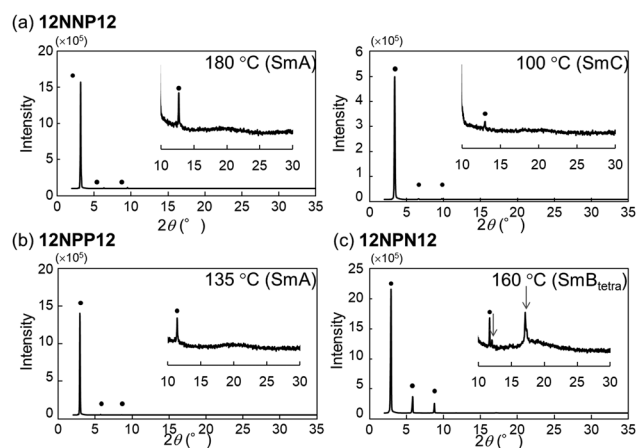 (a) 12NNP12
(×10⁵)
20
15
10
5
0
Intensity
180 °C (SmA)
10 15 20 25 30
5 10 15 20 25 30 35
2θ (°)
(×10⁵)
6
5
4
3
2
1
0
Intensity
100 °C (SmC)
10 15 20 25 30
5 10 15 20 25 30 35
2θ (°)
(b) 12NPP12
(×10⁵)
20
15
10
5
0
Intensity
135 °C (SmA)
10 15 20 25 30
0 5 10 15 20 25 30 35
2θ (°)
(c) 12NPN12
(×10⁵)
25
20
15
10
5
0
Intensity
160 °C (SmBtetra)
10 15 20 25 30
0 5 10 15 20 25 30 35
2θ (°)